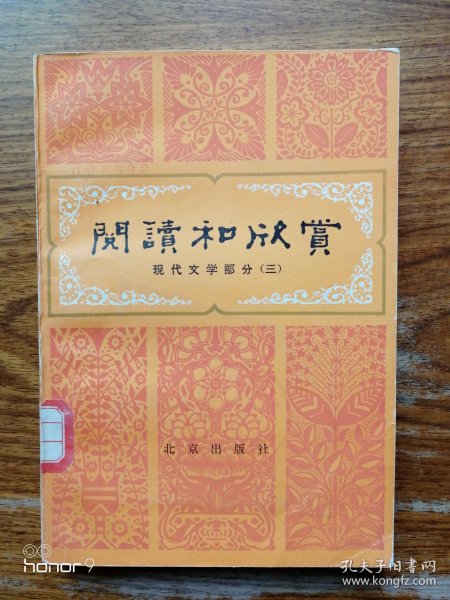 閱讀和欣賞
现代文学部分(三)
北京出版社
honor 9
孔夫子旧书网
www.kongfz.com